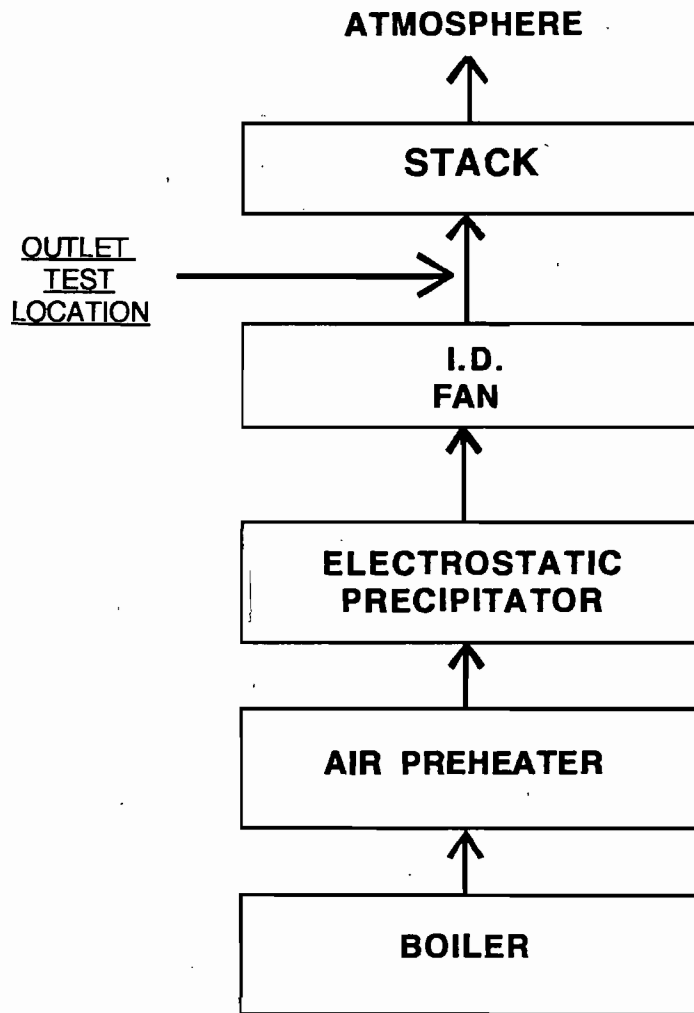 ATMOSPHERE
STACK
OUTLET
TEST
LOCATION
I.D.
FAN
ELECTROSTATIC
PRECIPITATOR
AIR PREHEATER
BOILER